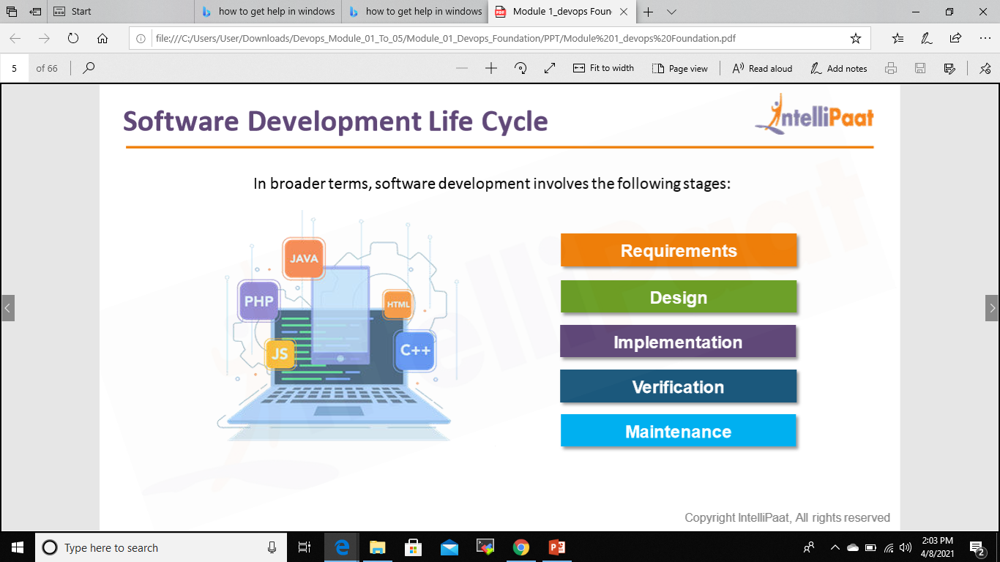 Start
how to get help in windows
how to get help in windows
Module 1_devops Foun
file:///C:/Users/User/Downloads/Devops_Module_01_To_05/Module_01_Devops_Foundation/PPT/Module%201_devops%20Foundation.pdf
5 of 66
Fit to width
Page view
Read aloud
Add notes
Software Development Life Cycle
IntelliPaat
In broader terms, software development involves the following stages:
JAVA
PHP
HTML
JS
C++
Requirements
Design
Implementation
Verification
Maintenance
IntelliPaat
Copyright IntelliPaat, All rights reserved
Type here to search
2:03 PM
4/8/2021
2